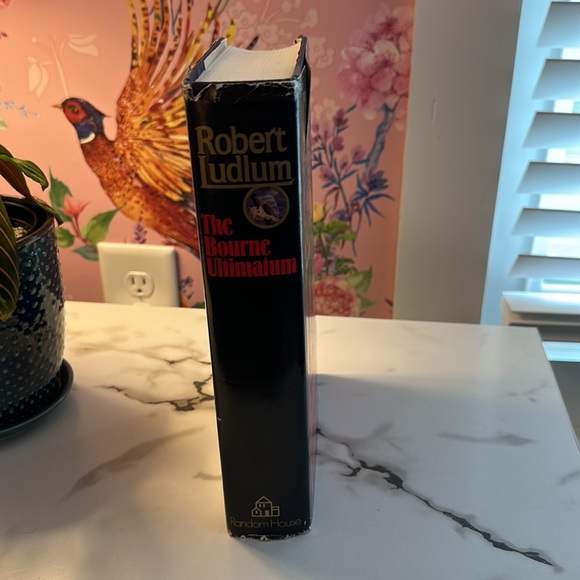 Robert
Ludlum
The
Bourne
Ultimatum
Random House